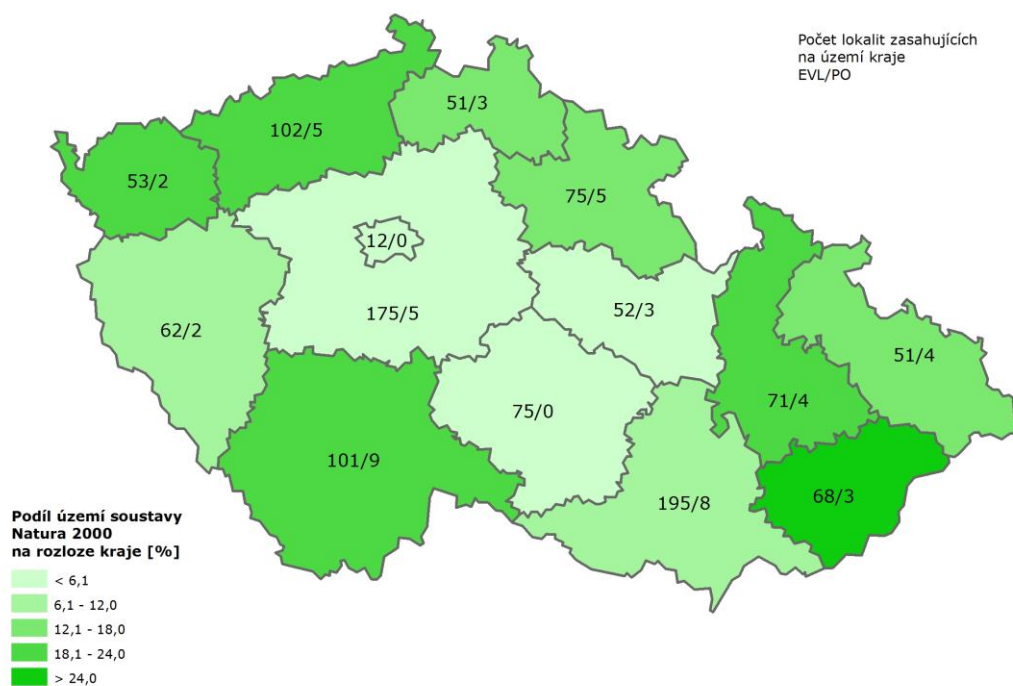 Počet lokalit zasahujících
na území kraje
EVL/PO
51/3
102/5
53/2
75/5
12/0
175/5
52/3
62/2
51/4
71/4
75/0
101/9
68/3
195/8
Podíl území soustavy
Natura 2000
na rozloze kraje [%]
< 6,1
6,1 - 12,0
12,1 - 18,0
18,1 - 24,0
> 24,0